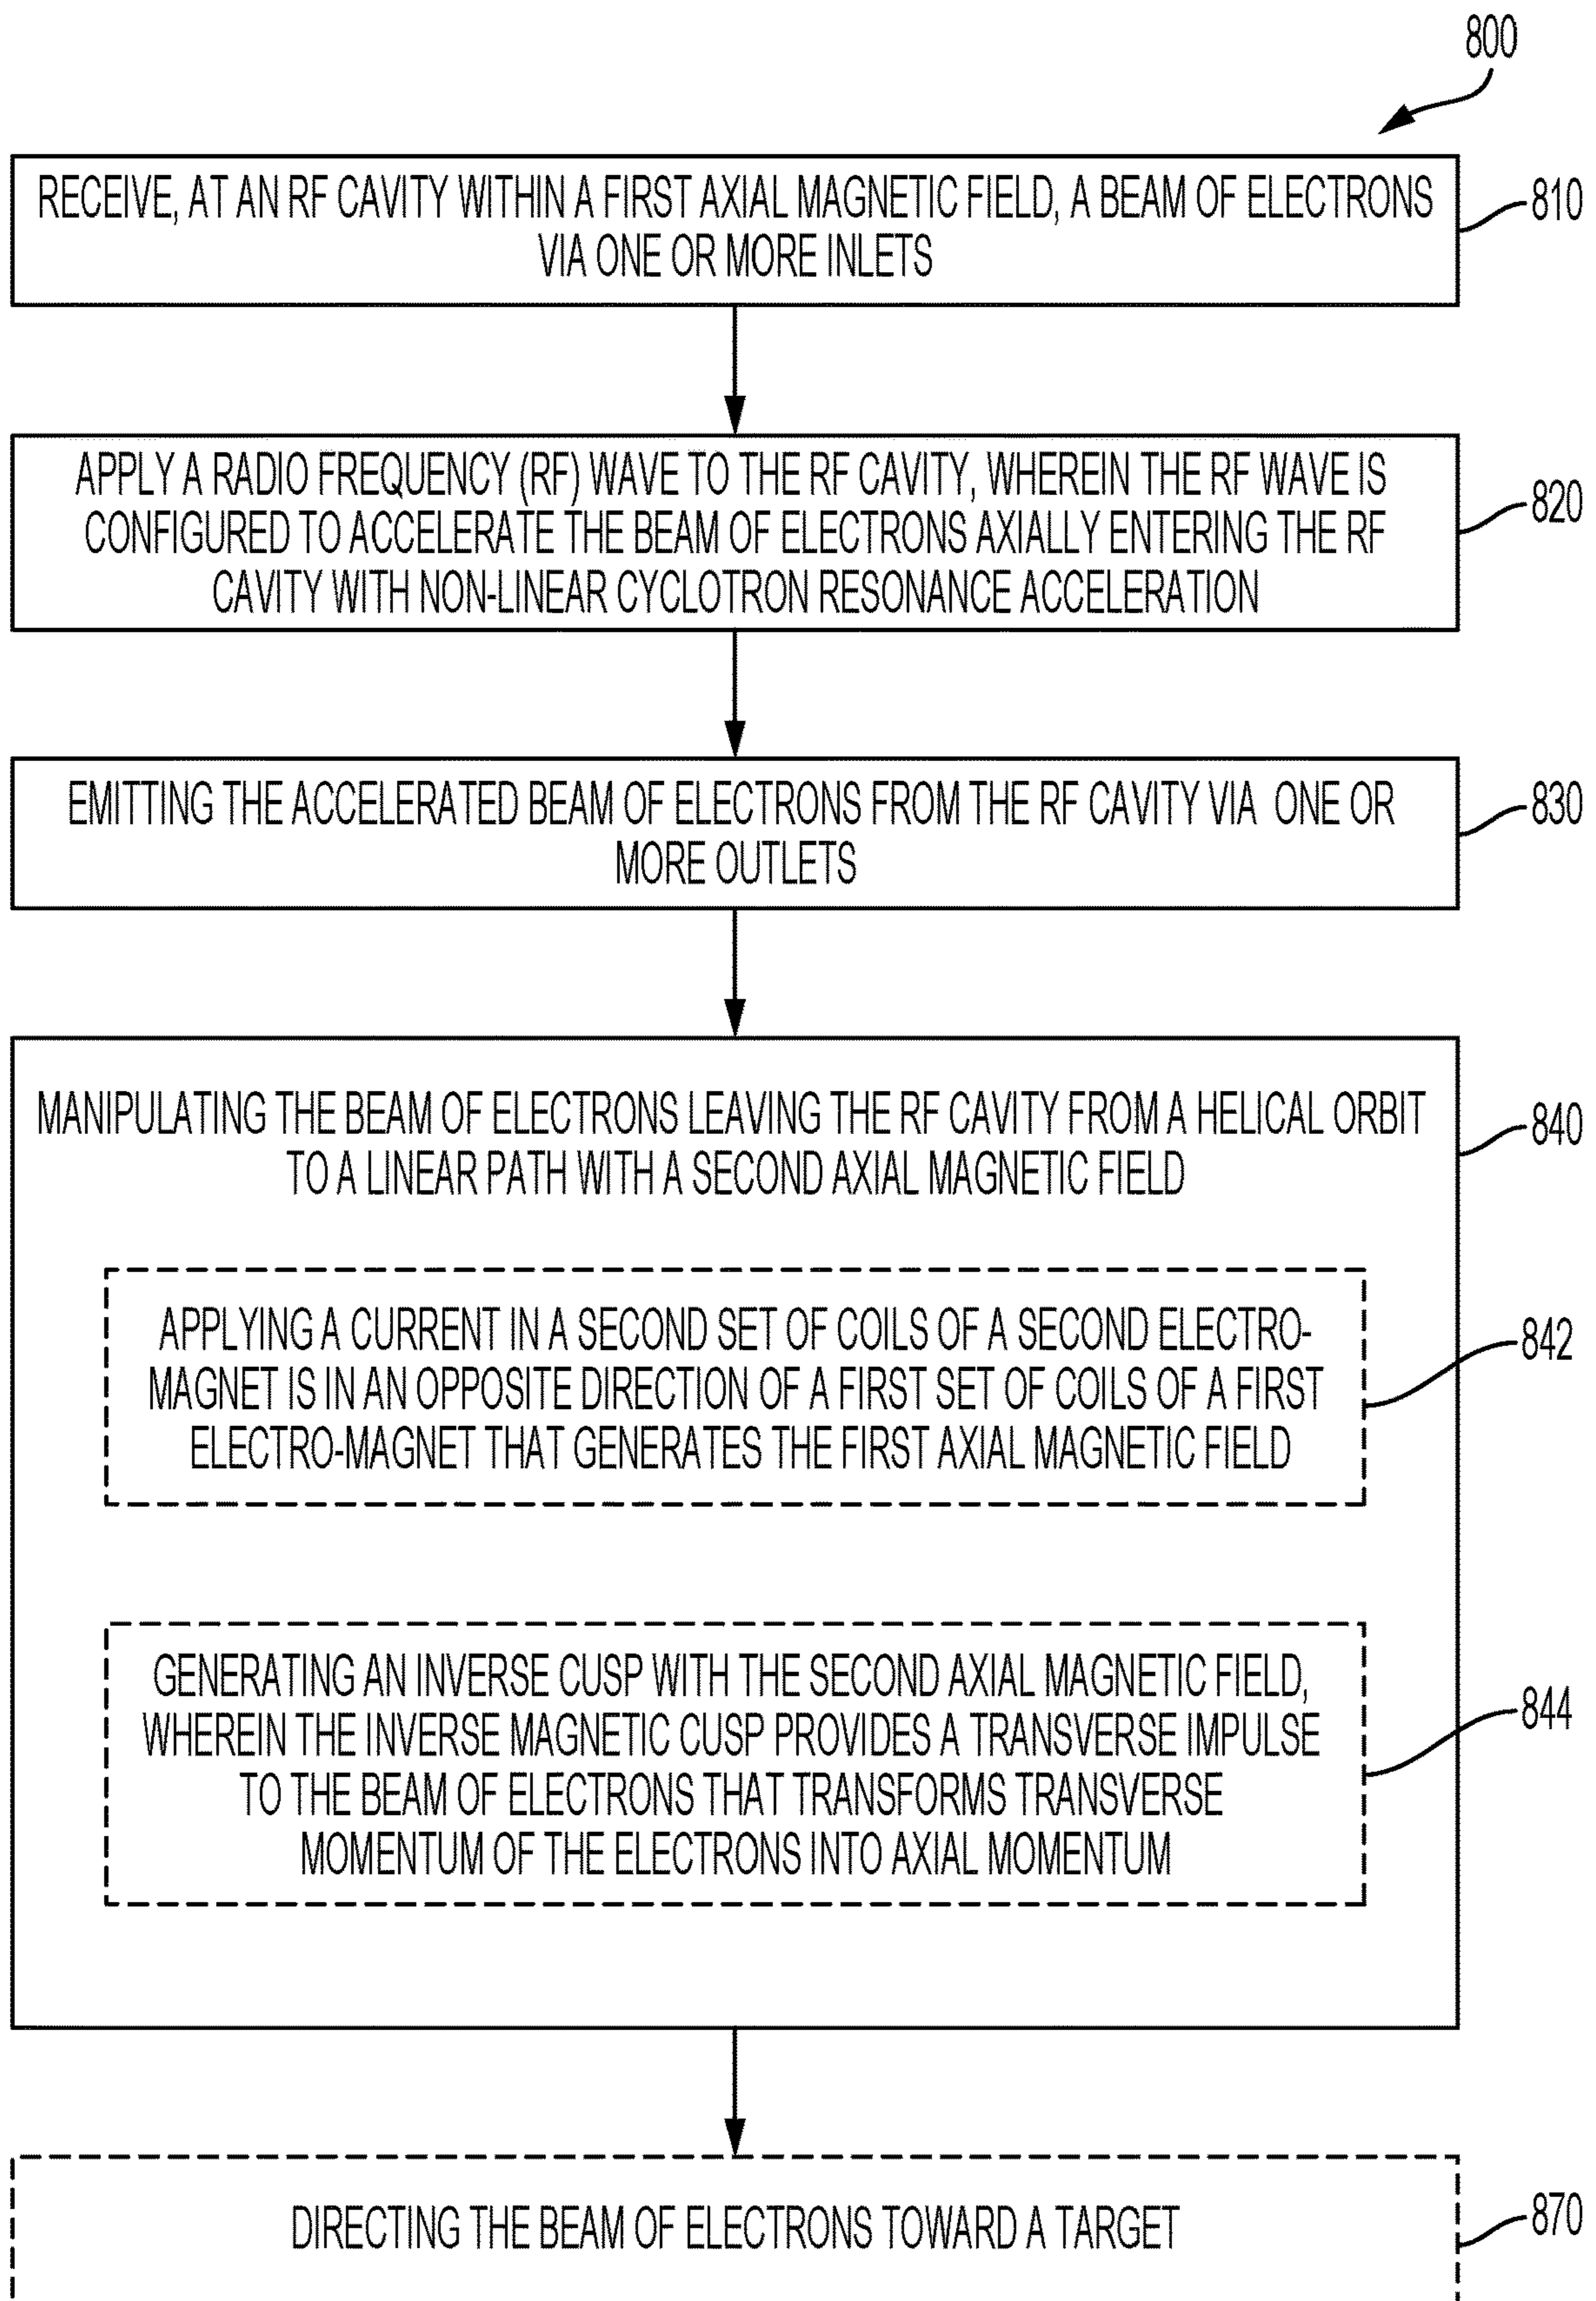 800
RECEIVE, AT AN RF CAVITY WITHIN A FIRST AXIAL MAGNETIC FIELD, A BEAM OF ELECTRONS
VIA ONE OR MORE INLETS
810
APPLY A RADIO FREQUENCY (RF) WAVE TO THE RF CAVITY, WHEREIN THE RF WAVE IS
CONFIGURED TO ACCELERATE THE BEAM OF ELECTRONS AXIALLY ENTERING THE RF
CAVITY WITH NON-LINEAR CYCLOTRON RESONANCE ACCELERATION
820
EMITTING THE ACCELERATED BEAM OF ELECTRONS FROM THE RF CAVITY VIA ONE OR
MORE OUTLETS
830
MANIPULATING THE BEAM OF ELECTRONS LEAVING THE RF CAVITY FROM A HELICAL ORBIT
TO A LINEAR PATH WITH A SECOND AXIAL MAGNETIC FIELD
840
APPLYING A CURRENT IN A SECOND SET OF COILS OF A SECOND ELECTRO-
MAGNET IS IN AN OPPOSITE DIRECTION OF A FIRST SET OF COILS OF A FIRST
ELECTRO-MAGNET THAT GENERATES THE FIRST AXIAL MAGNETIC FIELD
842
GENERATING AN INVERSE CUSP WITH THE SECOND AXIAL MAGNETIC FIELD,
WHEREIN THE INVERSE MAGNETIC CUSP PROVIDES A TRANSVERSE IMPULSE
TO THE BEAM OF ELECTRONS THAT TRANSFORMS TRANSVERSE
MOMENTUM OF THE ELECTRONS INTO AXIAL MOMENTUM
844
DIRECTING THE BEAM OF ELECTRONS TOWARD A TARGET
870